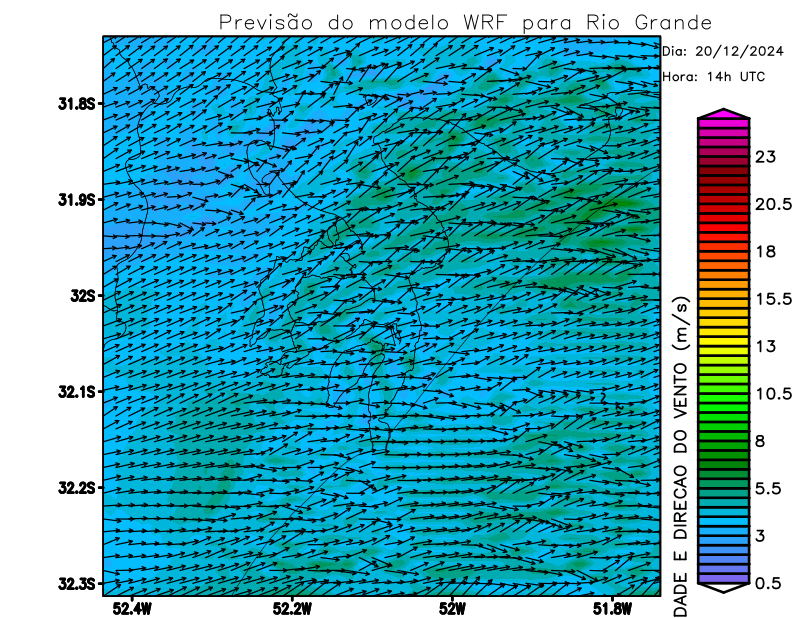 Previsão do modelo WRF para Rio Grande
Dia: 20/12/2024
Hora: 14h UTC
31.8S
31.9S
32S
32.1S
32.2S
32.3S
52.4W
52.2W
52W
51.8W
23
20.5
18
15.5
13
10.5
8
5.5
3
0.5
DADE E DIRECAO DO VENTO (m/s)